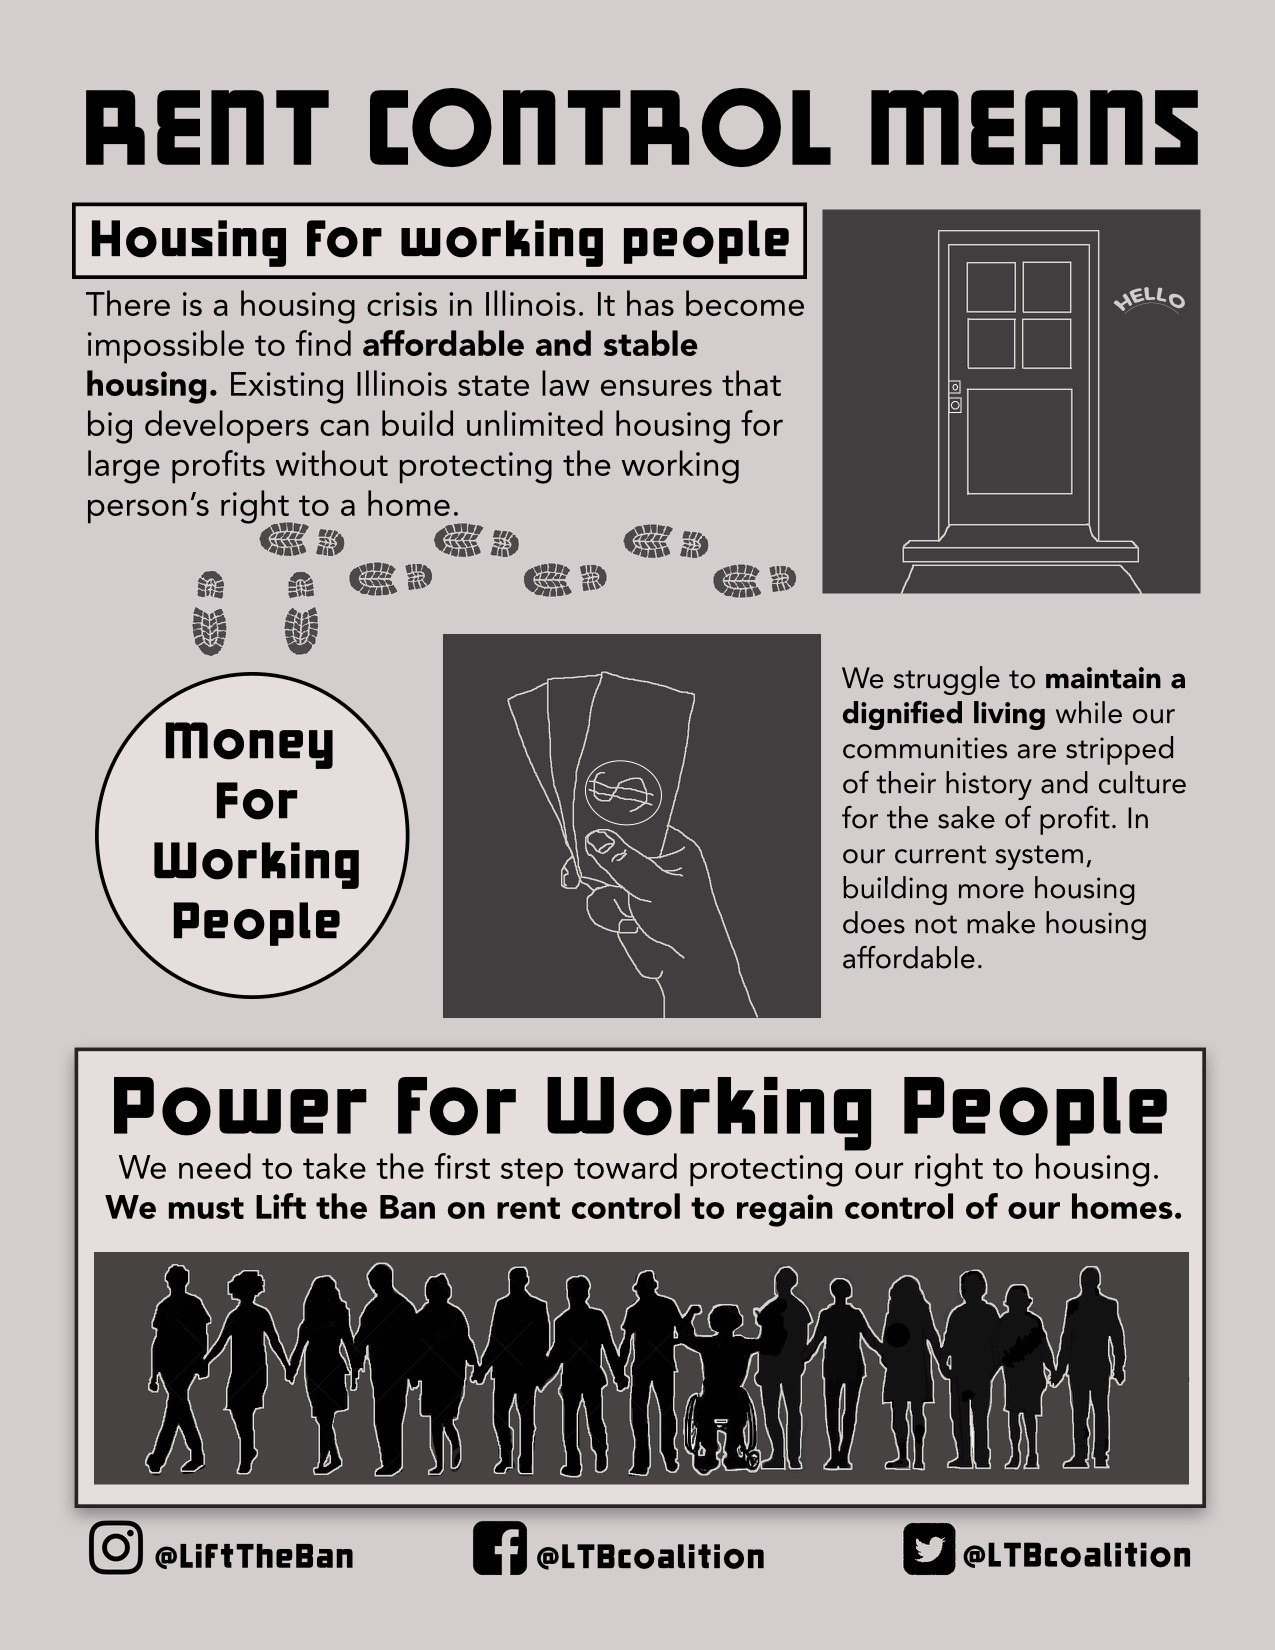 RENT CONTROL MEANS
Housing for working people
There is a housing crisis in Illinois. It has become
impossible to find affordable and stable
housing. Existing Illinois state law ensures that
big developers can build unlimited housing for
large profits without protecting the working
person's right to a home.
HELLO
Money
For
Working
People
$
We struggle to maintain a
dignified living while our
communities are stripped
of their history and culture
for the sake of profit. In
our current system,
building more housing
does not make housing
affordable.
Power for Working People
We need to take the first step toward protecting our right to housing.
We must Lift the Ban on rent control to regain control of our homes.
@LiftTheBan
@LTBcoalition
@LTBcoalition